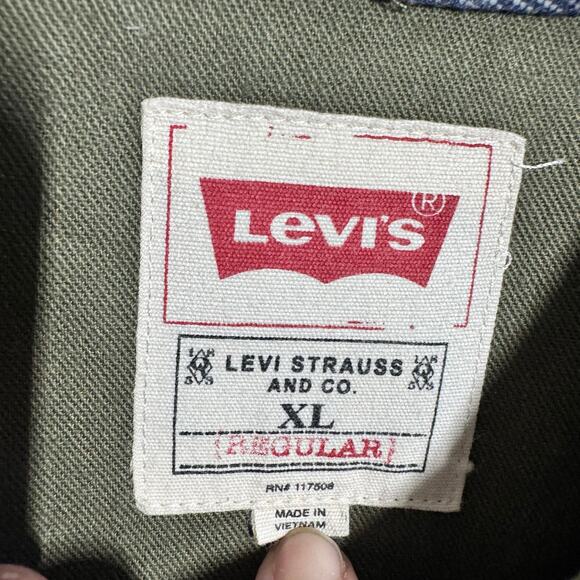 Levi's ®
LEVI STRAUSS
AND CO.
XL
[REGULAR]
RN# 117508
MADE IN
VIETNAM